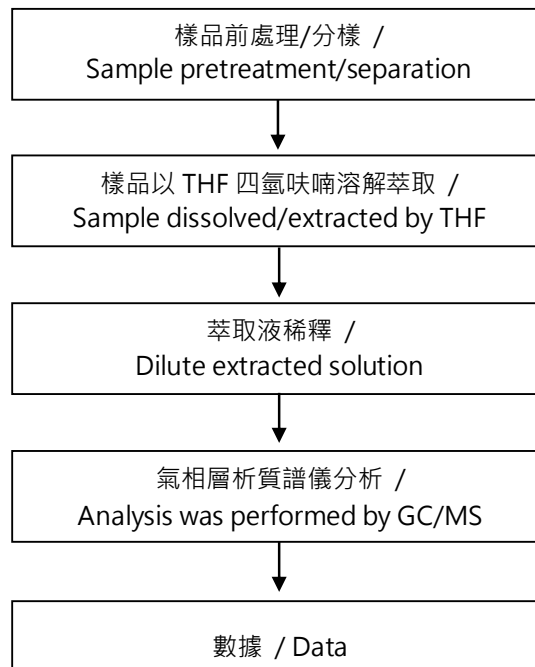 樣品前處理/分樣 /
Sample pretreatment/separation
樣品以 THF 四氫呋喃溶解萃取 /
Sample dissolved/extracted by THF
萃取液稀釋 /
Dilute extracted solution
氣相層析質譜儀分析 /
Analysis was performed by GC/MS
數據 / Data